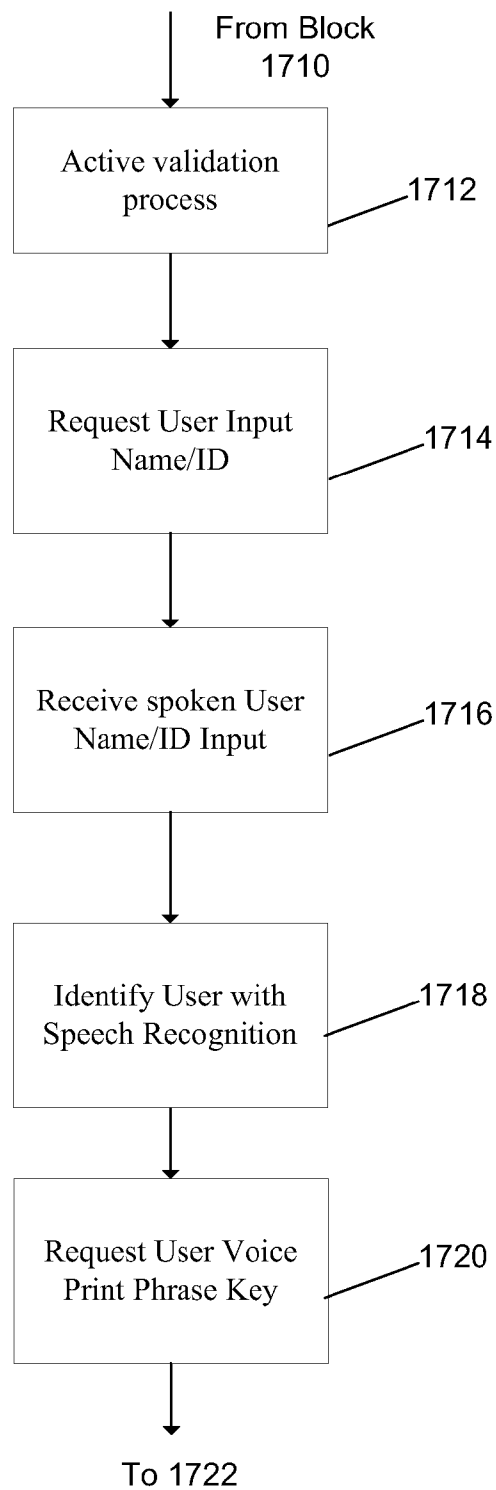 From Block
1710
Active validation
process
1712
Request User Input
Name/ID
1714
Receive spoken User
Name/ID Input
1716
Identify User with
Speech Recognition
1718
Request User Voice
Print Phrase Key
1720
To 1722